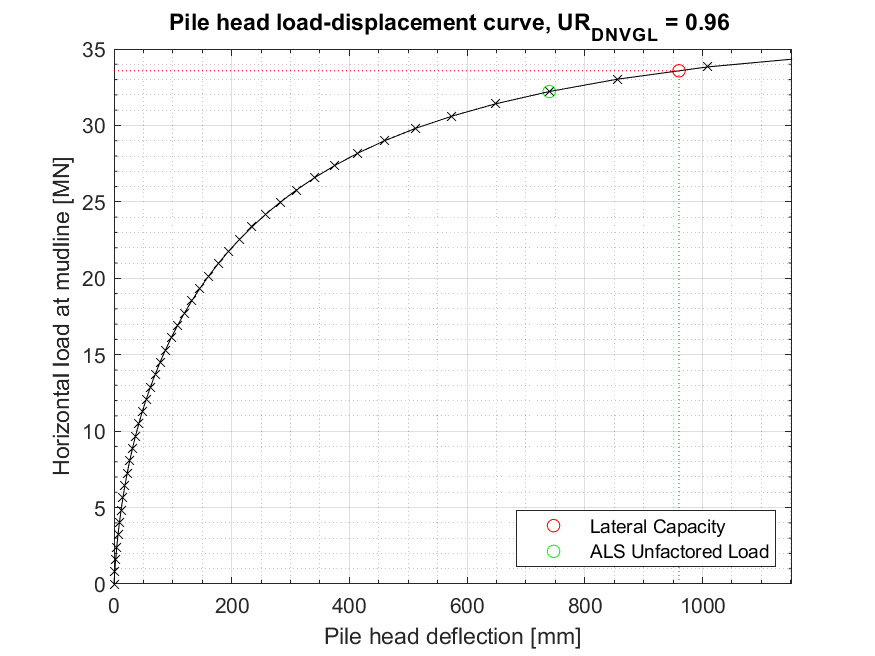 Pile head load-displacement curve, UR_DNVGL = 0.96
35
30
25
20
15
10
5
0
Horizontal load at mudline [MN]
Lateral Capacity
ALS Unfactored Load
0 200 400 600 800 1000
Pile head deflection [mm]